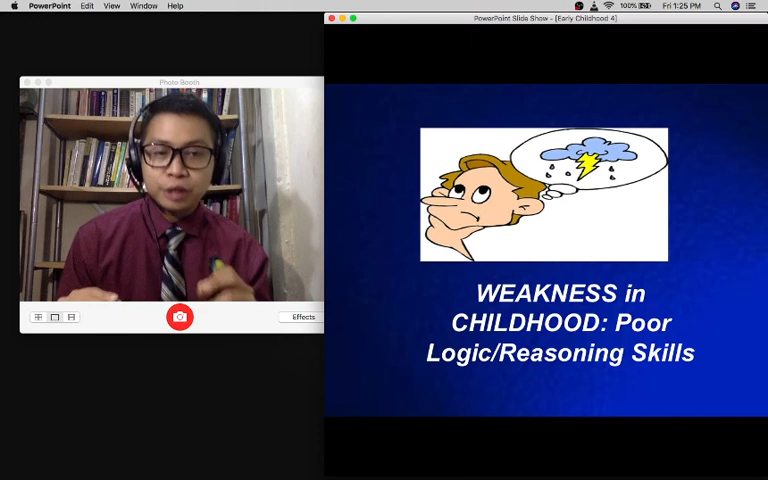 PowerPoint Edit View Window Help
100% Fri 1:25 PM
Photo Booth
PowerPoint Slide Show - [Early Childhood 4]
WEAKNESS in
CHILDHOOD: Poor
Logic/Reasoning Skills
Effects